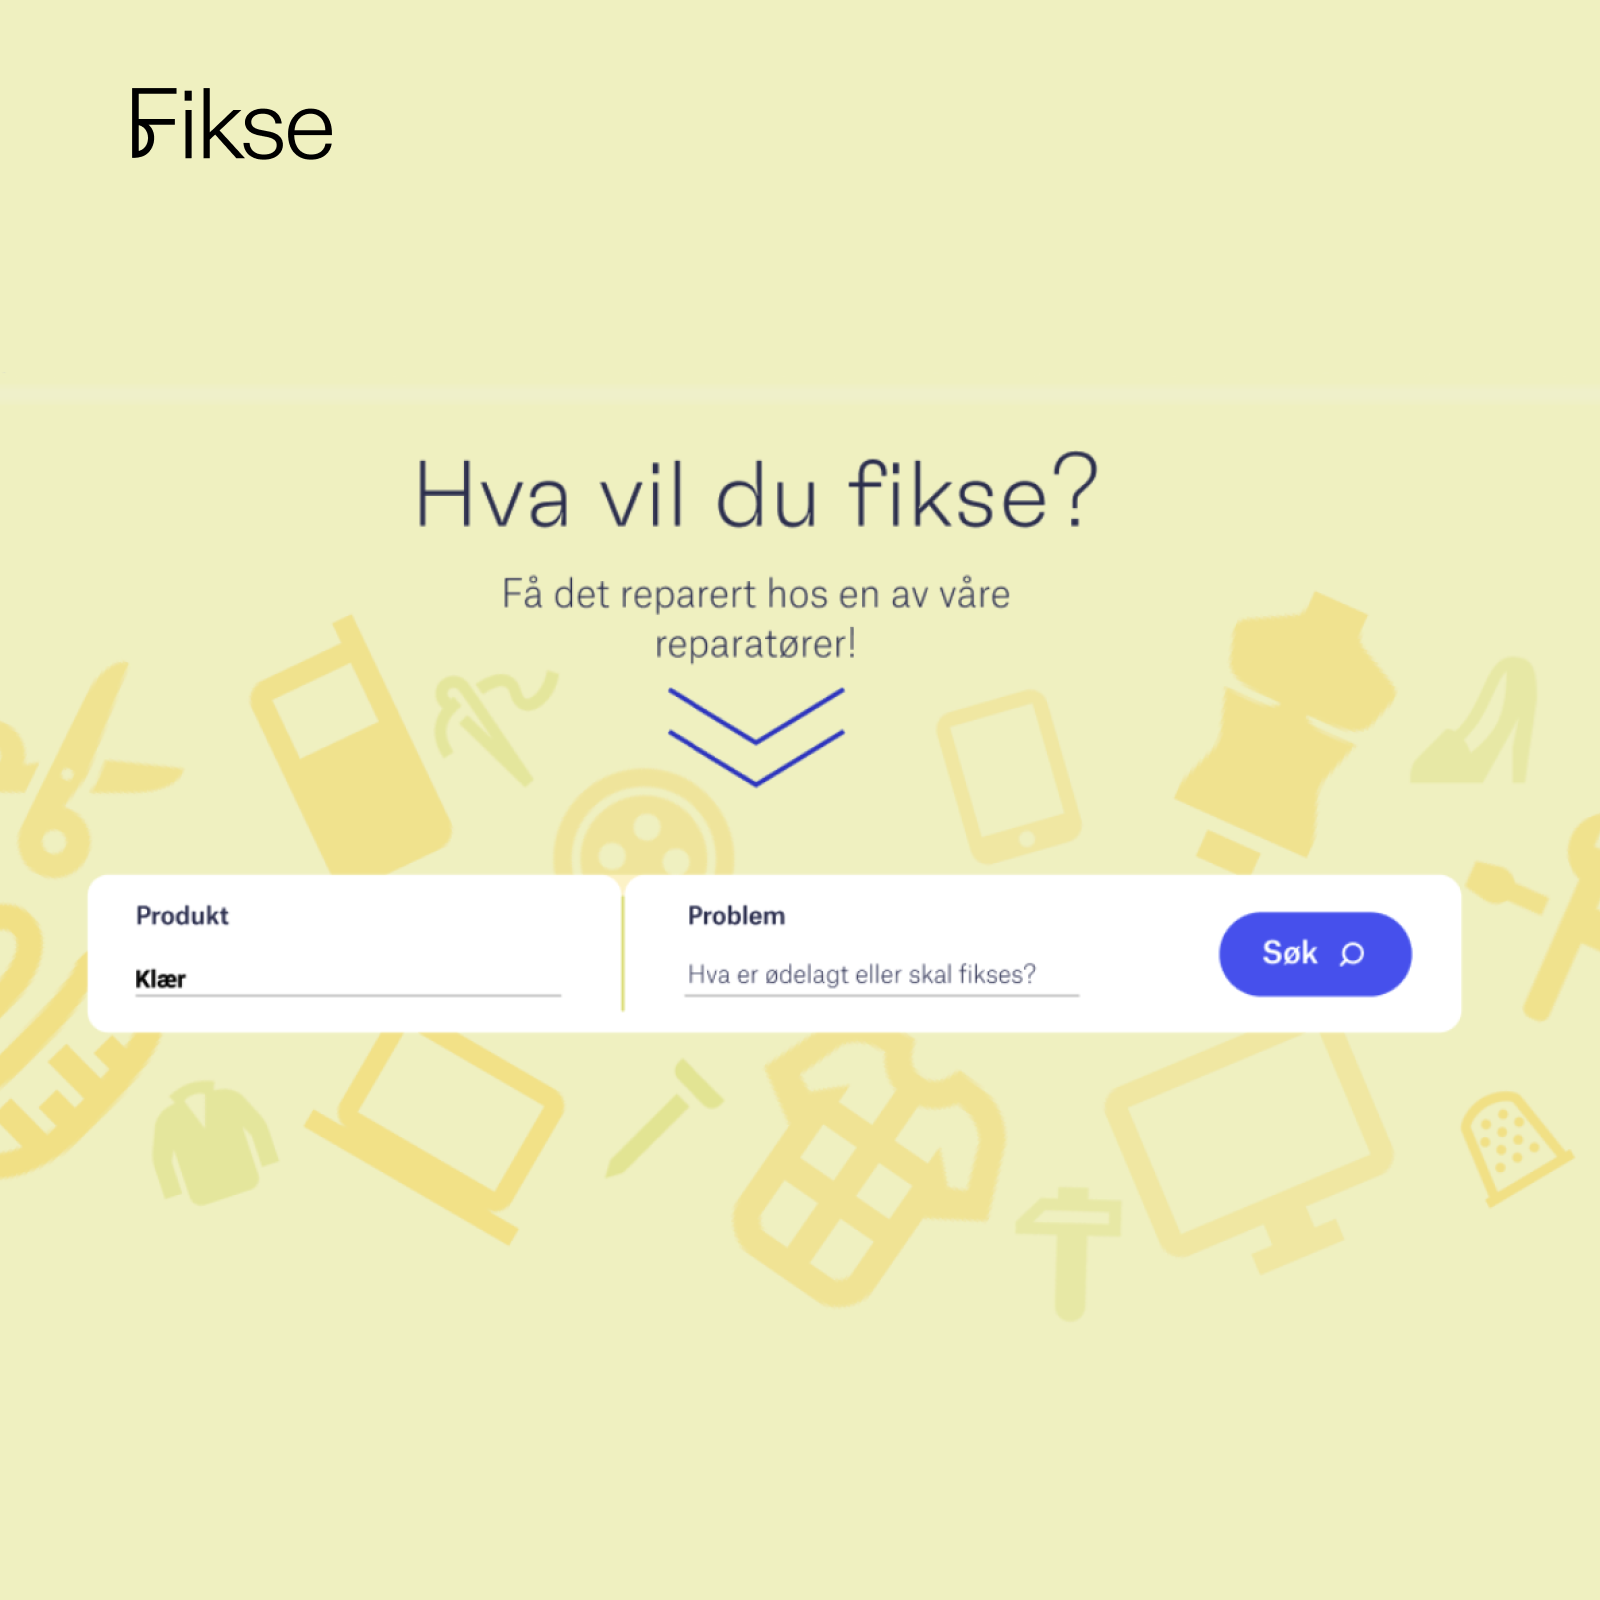 Fikse
Hva vil du fikse?
Få det reparert hos en av våre
reparatører!
Produkt
Klær
Problem
Hva er ødelagt eller skal fikses?
Søk